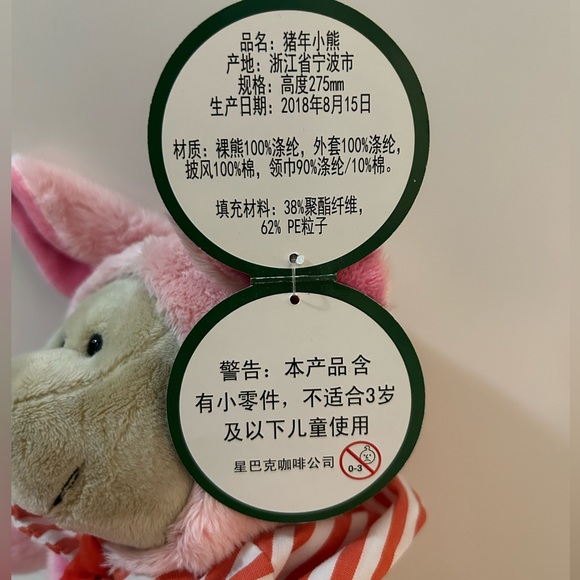 品名：猪年小熊
产地：浙江省宁波市
规格：高度275mm
生产日期：2018年8月15日
材质：裸熊100%涤纶，外套100%涤纶，
披风100%棉，领巾90%涤纶/10%棉。
填充材料：38%聚酯纤维，
62% PE粒子
警告：本产品含
有小零件，不适合3岁
及以下儿童使用
星巴克咖啡公司
0-3